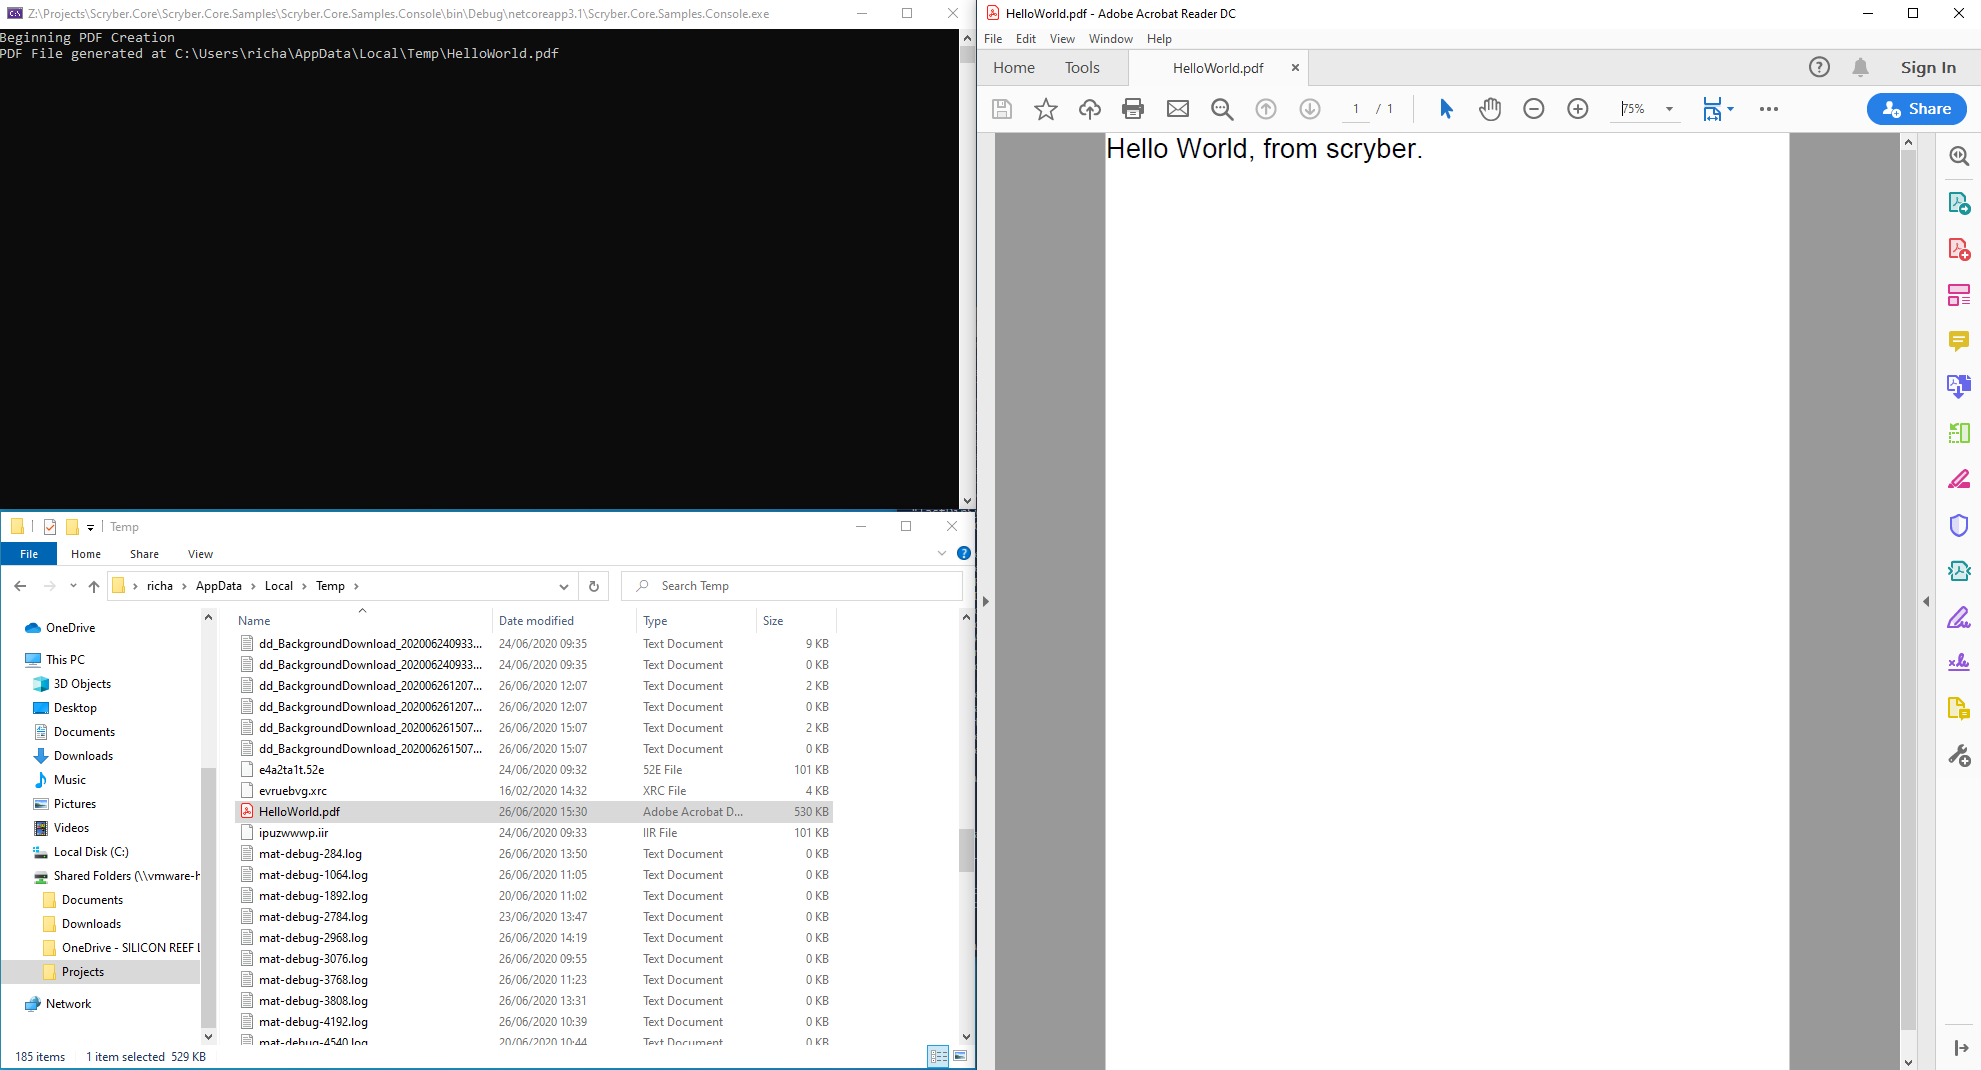 Z:\Projects\Scryber.Core\Scryber.Core.Samples\Scryber.Core.Samples.Console\bin\Debug\netcoreapp3.1\Scryber.Core.Samples.Console.exe
Beginning PDF Creation
PDF File generated at C:\Users\richa\AppData\Local\Temp\HelloWorld.pdf
Temp
File Home Share View
richa AppData Local Temp
Search Temp
OneDrive
This PC
3D Objects
Desktop
Documents
Downloads
Music
Pictures
Videos
Local Disk (C:)
Shared Folders (\\vmware-h
Documents
Downloads
OneDrive - SILICON REEF L
Projects
Network
Name Date modified Type Size
dd_BackgroundDownload_202006240933... 24/06/2020 09:35 Text Document 9 KB
dd_BackgroundDownload_202006240933... 24/06/2020 09:35 Text Document 0 KB
dd_BackgroundDownload_202006261207... 26/06/2020 12:07 Text Document 2 KB
dd_BackgroundDownload_202006261207... 26/06/2020 12:07 Text Document 0 KB
dd_BackgroundDownload_202006261507... 26/06/2020 15:07 Text Document 2 KB
dd_BackgroundDownload_202006261507... 26/06/2020 15:07 Text Document 0 KB
e4a2ta1t.52e 24/06/2020 09:32 52E File 101 KB
evruebvg.xrc 16/02/2020 14:32 XRC File 4 KB
HelloWorld.pdf 26/06/2020 15:30 Adobe Acrobat D... 530 KB
ipuzwwwp.iir 24/06/2020 09:33 IIR File 101 KB
mat-debug-284.log 26/06/2020 13:50 Text Document 0 KB
mat-debug-1064.log 26/06/2020 11:05 Text Document 0 KB
mat-debug-1892.log 20/06/2020 11:02 Text Document 0 KB
mat-debug-2784.log 23/06/2020 13:47 Text Document 0 KB
mat-debug-2968.log 26/06/2020 14:19 Text Document 0 KB
mat-debug-3076.log 26/06/2020 09:55 Text Document 0 KB
mat-debug-3768.log 26/06/2020 11:23 Text Document 0 KB
mat-debug-3808.log 26/06/2020 13:31 Text Document 0 KB
mat-debug-4192.log 26/06/2020 10:39 Text Document 0 KB
mat-debug-4540.log 20/06/2020 10:44 Text Document 0 KB
185 items 1 item selected 529 KB
HelloWorld.pdf - Adobe Acrobat Reader DC
File Edit View Window Help
Home Tools HelloWorld.pdf Sign In
1 / 1 75% Share
Hello World, from scryber.